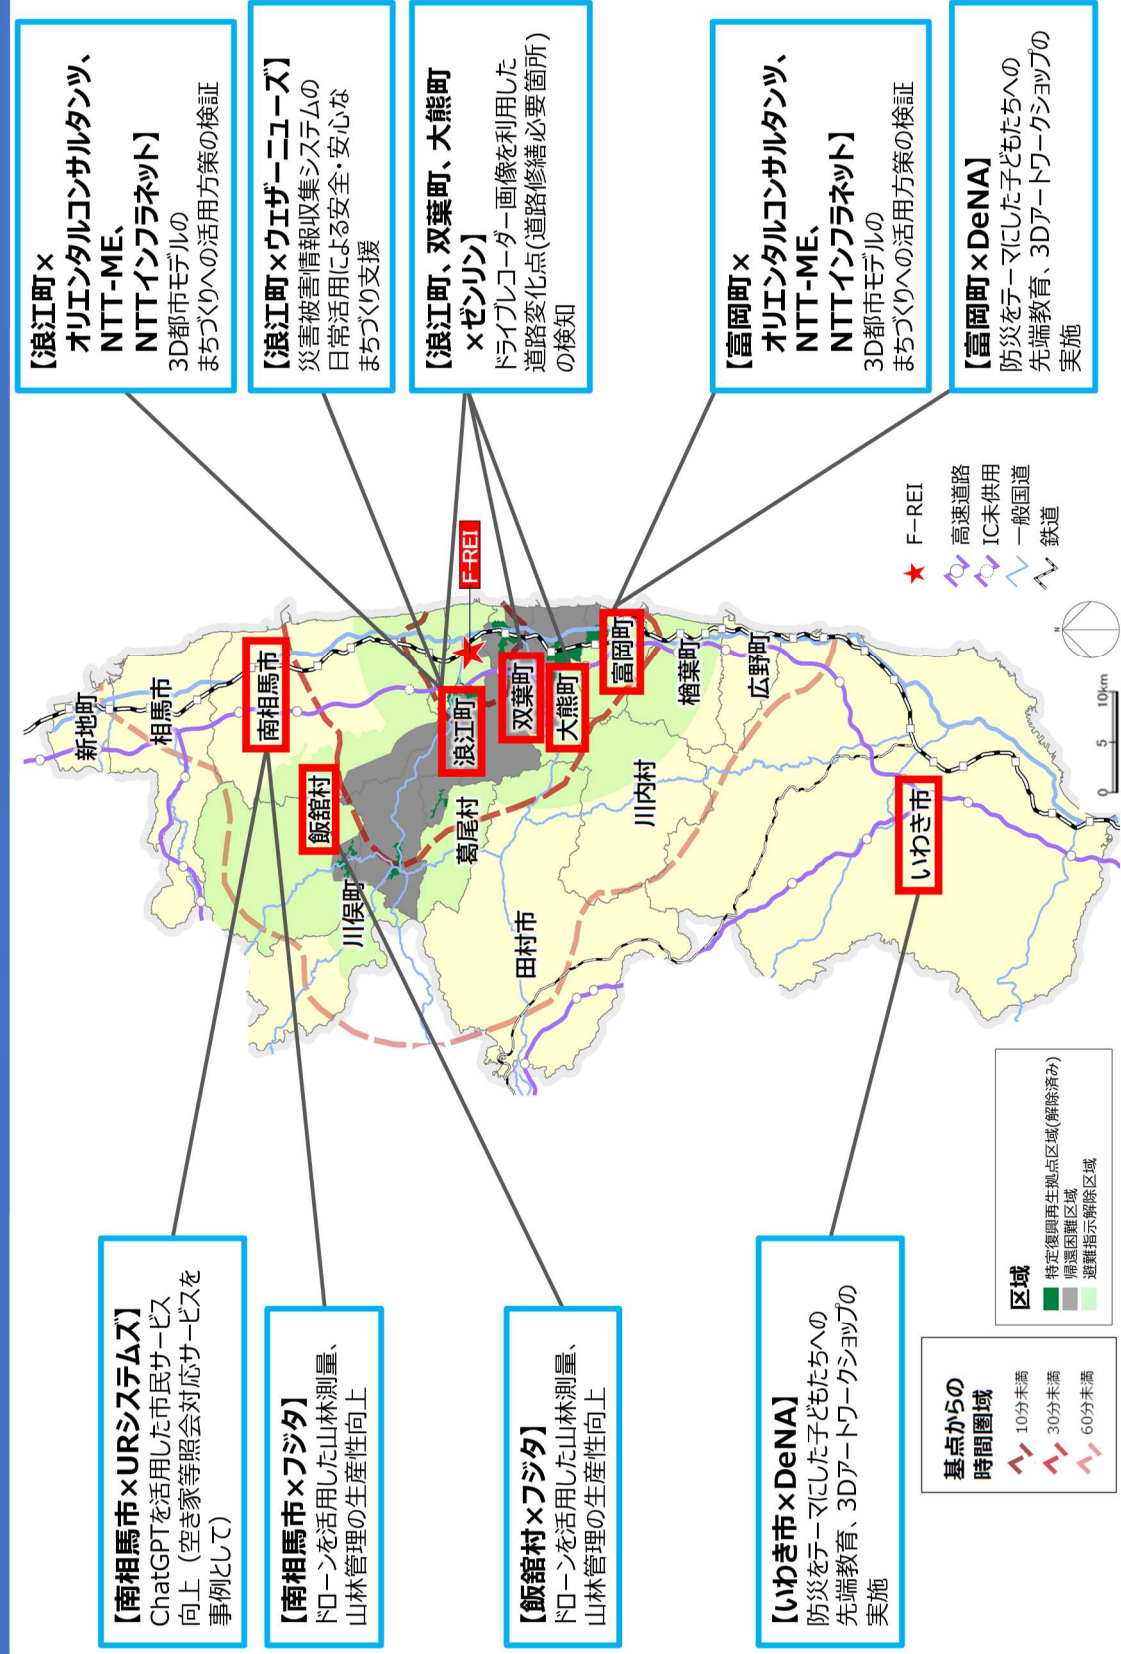 【南相馬市×URシステムズ】
ChatGPTを活用した市民サービス
向上（空き家等照会対応サービスを
事例として）
【南相馬市×フジタ】
ドローンを活用した山林測量、
山林管理の生産性向上
【飯舘村×フジタ】
ドローンを活用した山林測量、
山林管理の生産性向上
【いわき市×DeNA】
防災をテーマにした子どもたちへの
先端教育、3Dアートワークショップの
実施
基点からの
時間圏域
10分未満
30分未満
60分未満
区域
特定復興再生拠点区域(解除済み)
帰還困難区域
避難指示解除区域
新地町
相馬市
南相馬市
飯舘村
川俣町
浪江町
葛尾村
双葉町
大熊町
田村市
富岡町
川内村
楢葉町
広野町
いわき市
F-REI
【浪江町×
オリエンタルコンサルタンツ、
NTT-ME、
NTTインフラネット】
3D都市モデルの
まちづくりへの活用方策の検証
【浪江町×ウェザーニューズ】
災害被害情報収集システムの
日常活用による安全・安心な
まちづくり支援
【浪江町、双葉町、大熊町
×ゼンリン】
ドライブレコーダー画像を利用した
道路変化点(道路修繕必要箇所)
の検知
【富岡町×
オリエンタルコンサルタンツ、
NTT-ME、
NTTインフラネット】
3D都市モデルの
まちづくりへの活用方策の検証
【富岡町×DeNA】
防災をテーマにした子どもたちへの
先端教育、3Dアートワークショップの
実施
F−REI
高速道路
IC未供用
一般国道
鉄道
N
0 5 10km